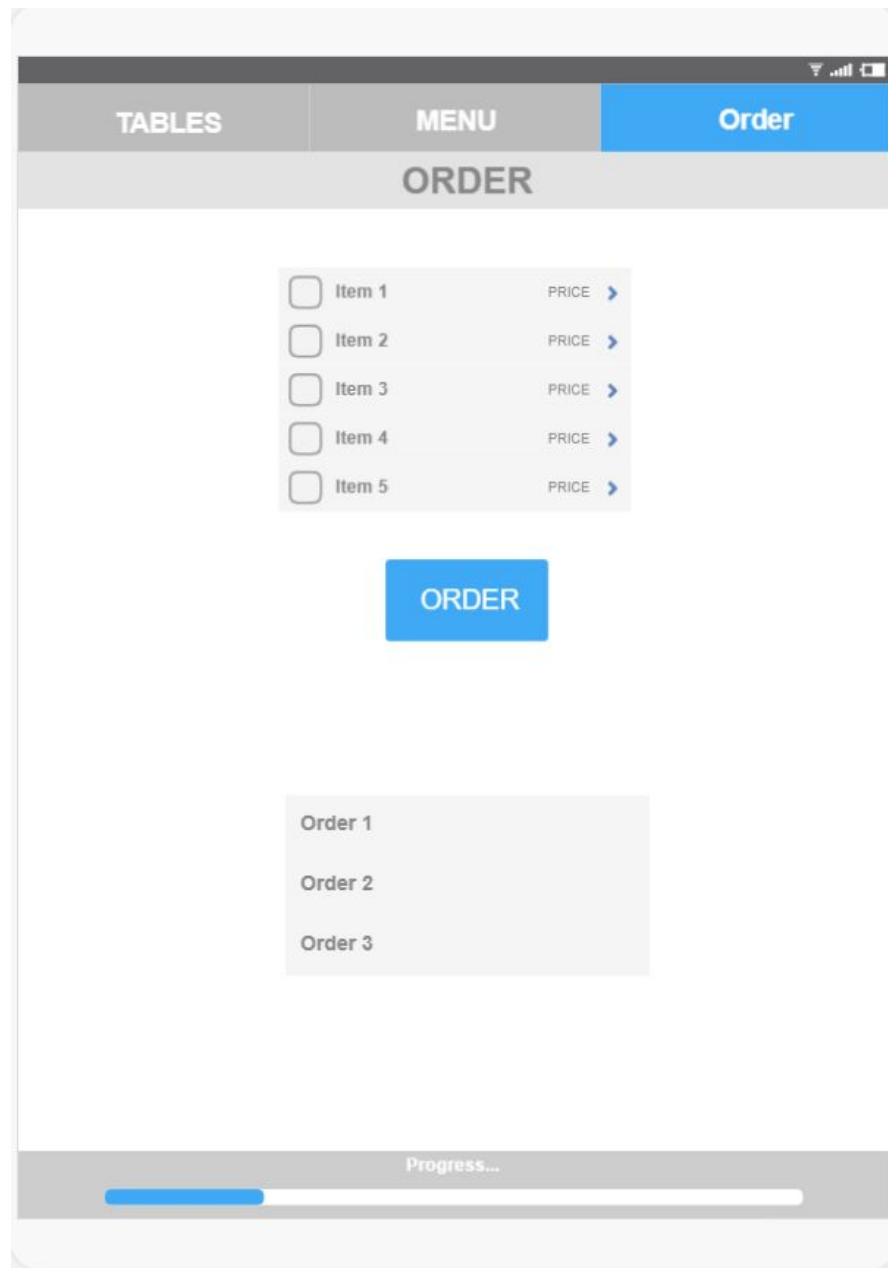 TABLES MENU Order
ORDER
Item 1 PRICE
Item 2 PRICE
Item 3 PRICE
Item 4 PRICE
Item 5 PRICE
ORDER
Order 1
Order 2
Order 3
Progress...